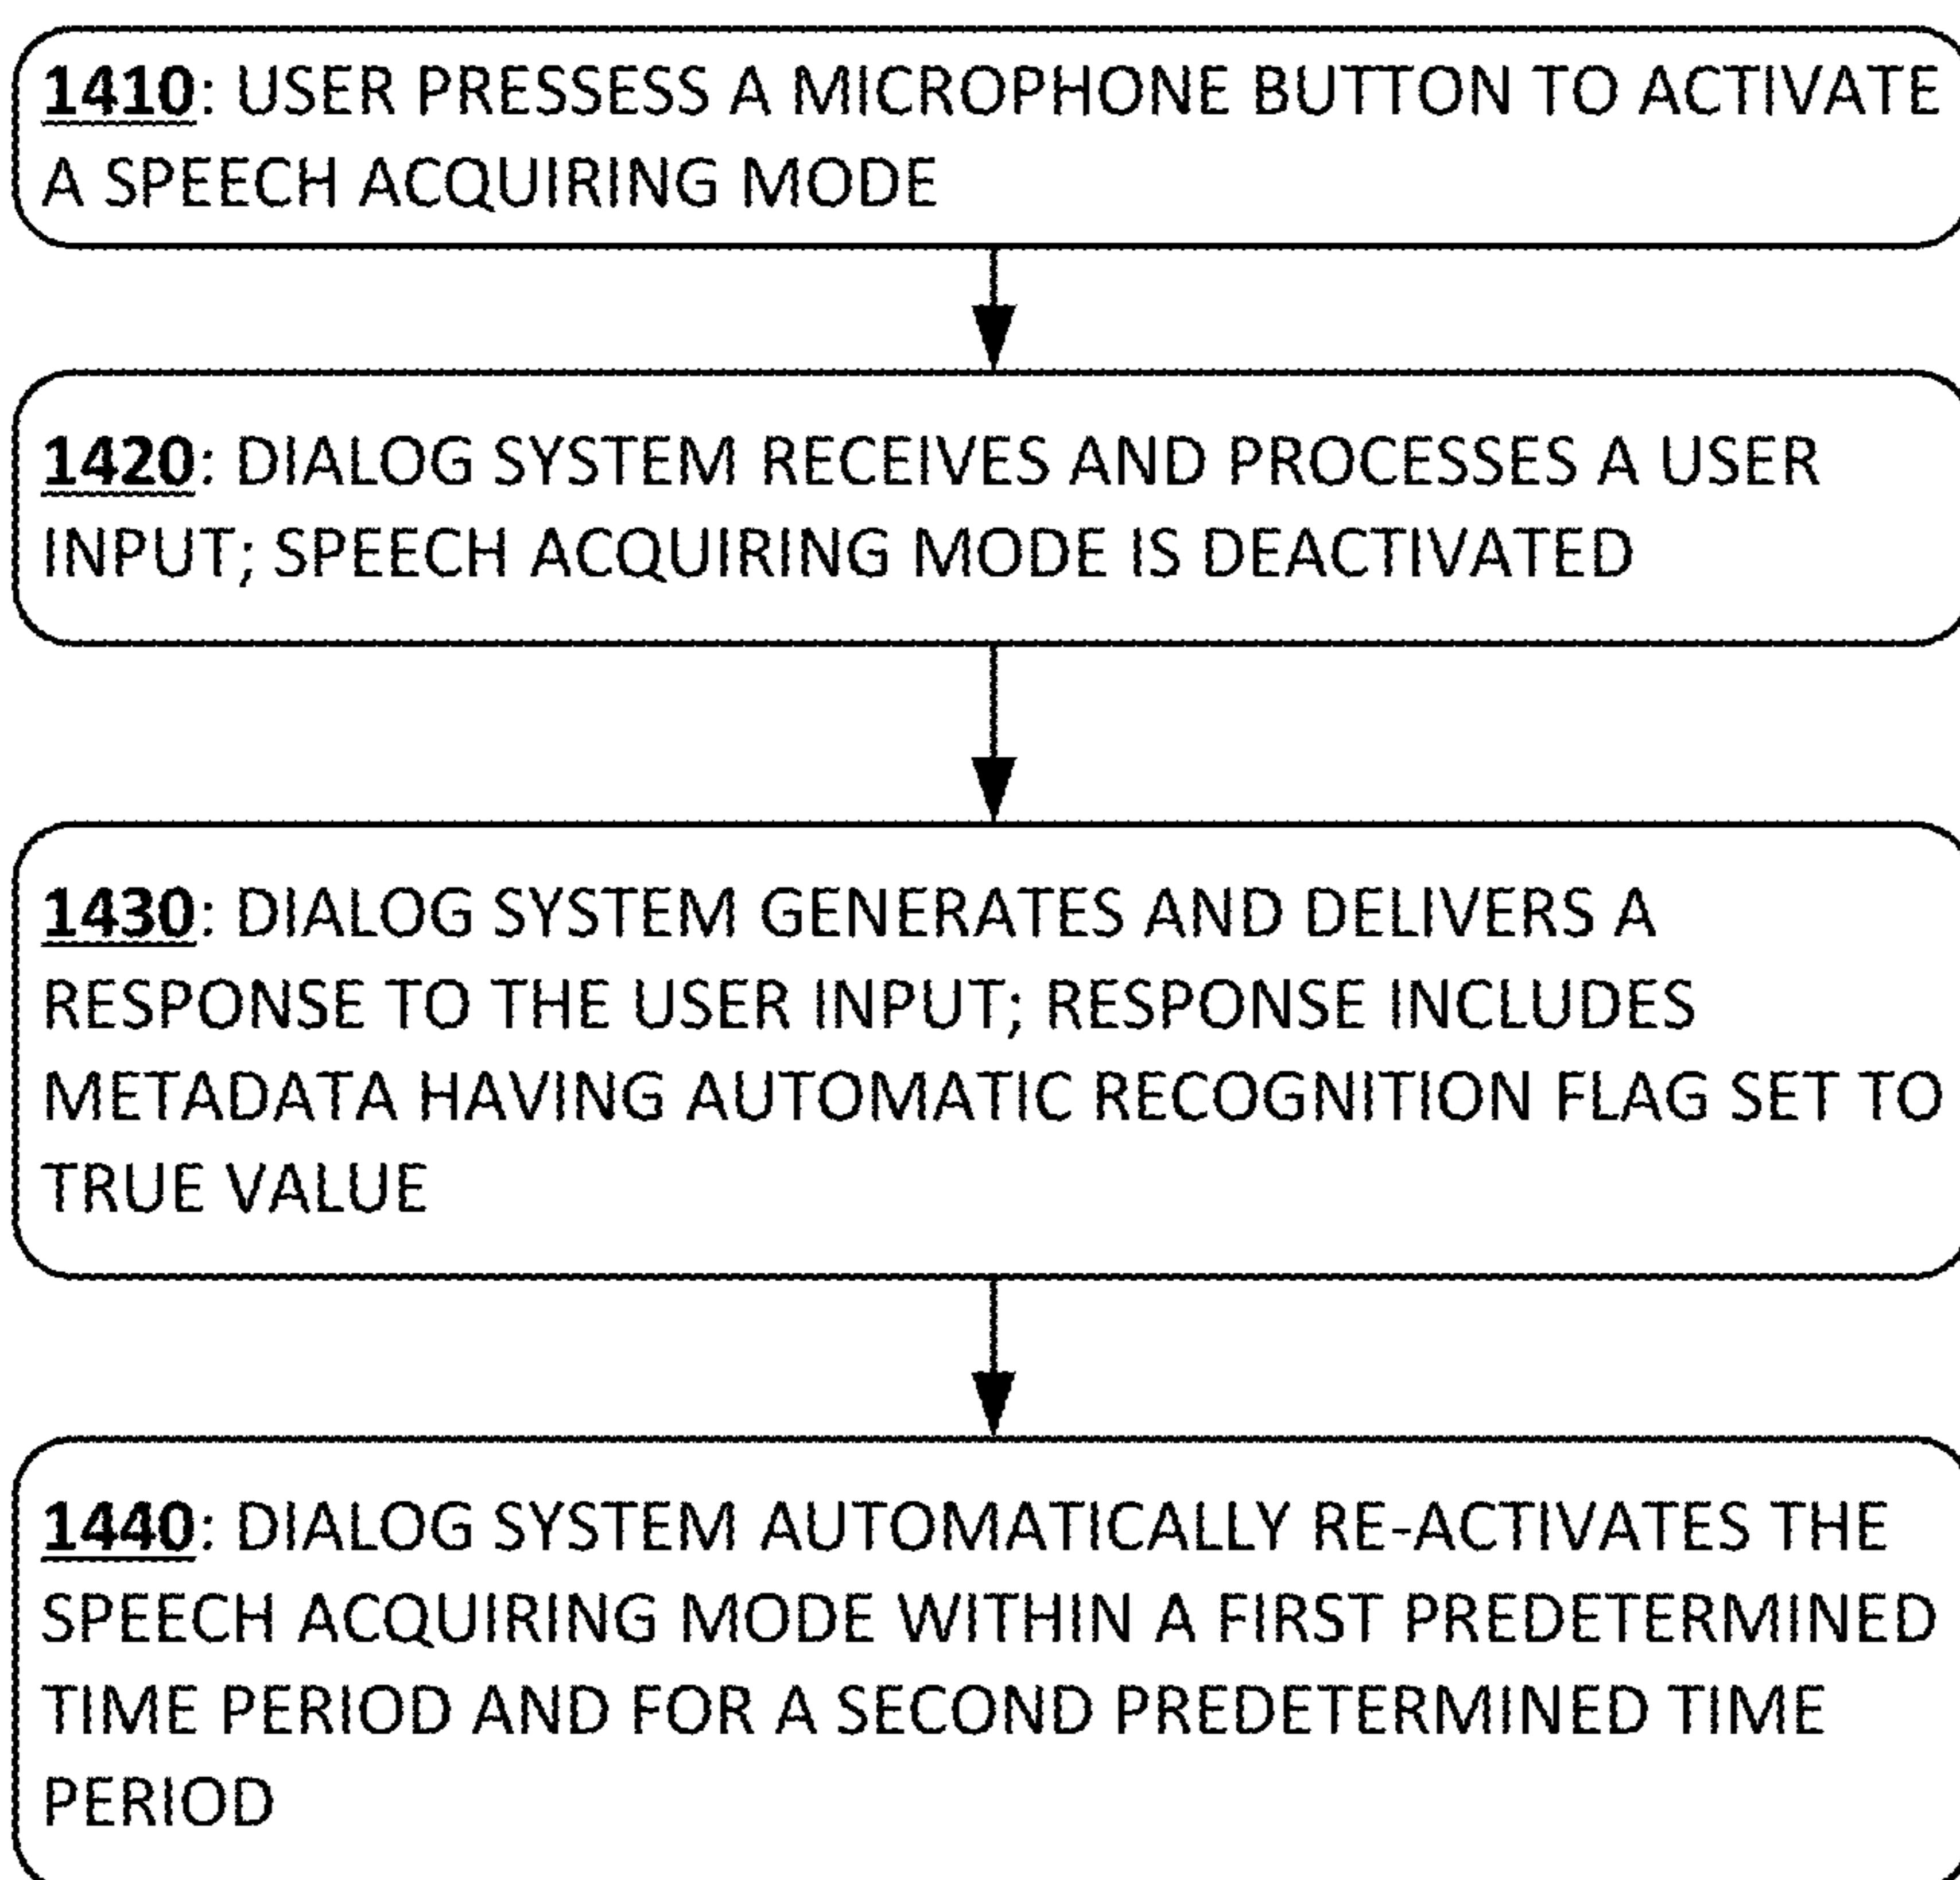 1410: USER PRESSESS A MICROPHONE BUTTON TO ACTIVATE
A SPEECH ACQUIRING MODE
1420: DIALOG SYSTEM RECEIVES AND PROCESSES A USER
INPUT; SPEECH ACQUIRING MODE IS DEACTIVATED
1430: DIALOG SYSTEM GENERATES AND DELIVERS A
RESPONSE TO THE USER INPUT; RESPONSE INCLUDES
METADATA HAVING AUTOMATIC RECOGNITION FLAG SET TO
TRUE VALUE
1440: DIALOG SYSTEM AUTOMATICALLY RE-ACTIVATES THE
SPEECH ACQUIRING MODE WITHIN A FIRST PREDETERMINED
TIME PERIOD AND FOR A SECOND PREDETERMINED TIME
PERIOD